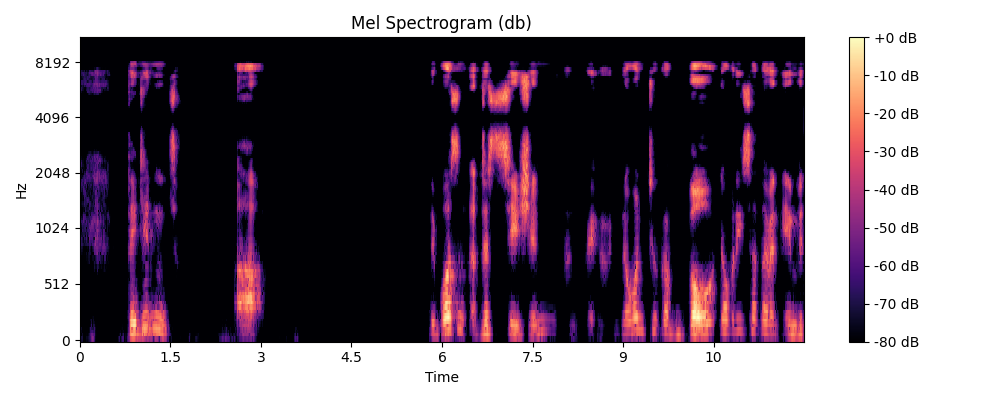 Mel Spectrogram (db)
Hz
8192
4096
2048
1024
512
0
0 1.5 3 4.5 6 7.5 9 10
Time
+0 dB
-10 dB
-20 dB
-30 dB
-40 dB
-50 dB
-60 dB
-70 dB
-80 dB